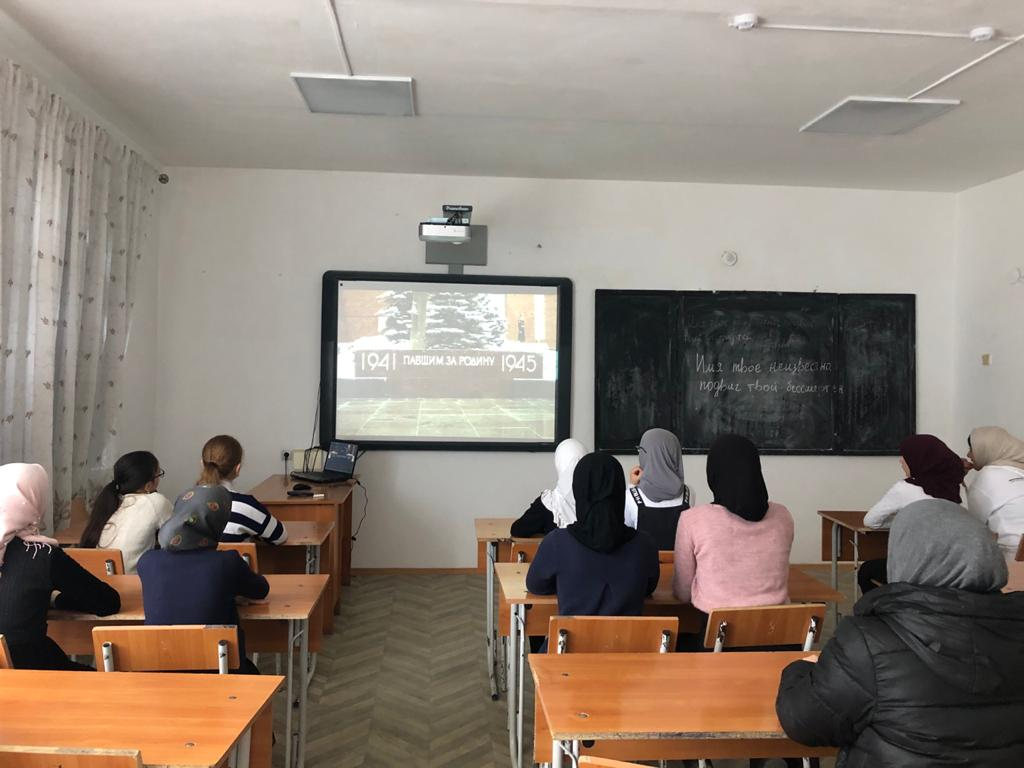 1941 ПАВШИМ ЗА РОДИНУ 1945
Имя твое неизвестно
подвиг твой бессмертен